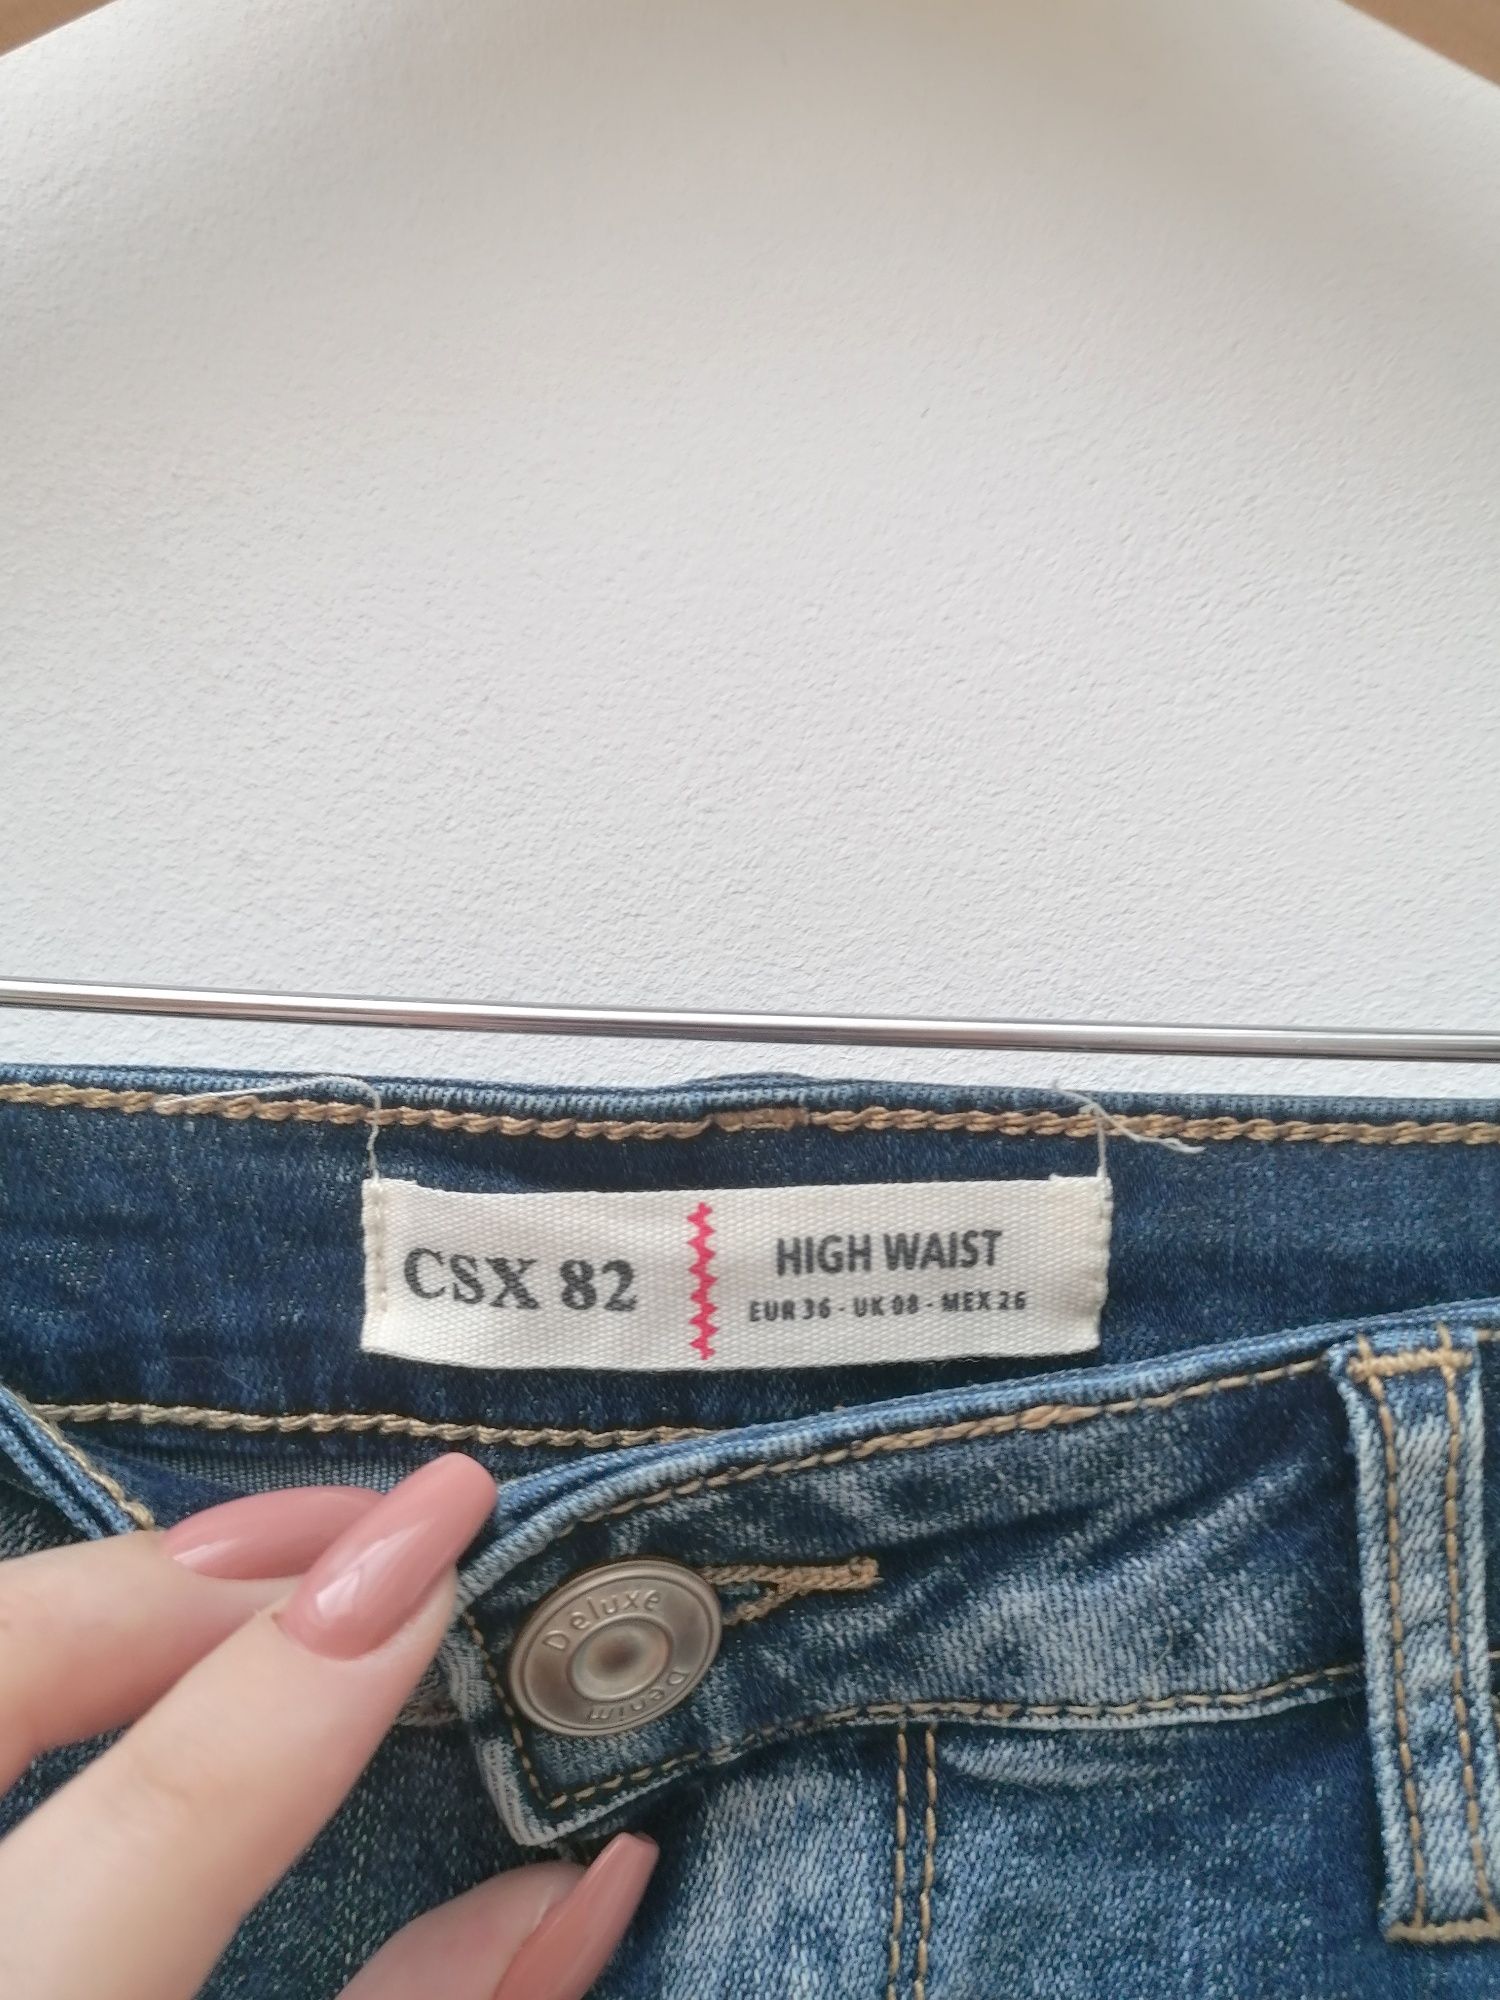 CSX 82
HIGH WAIST
EUR 36 - UK 08 - MEX 26
Deluxe
Denim